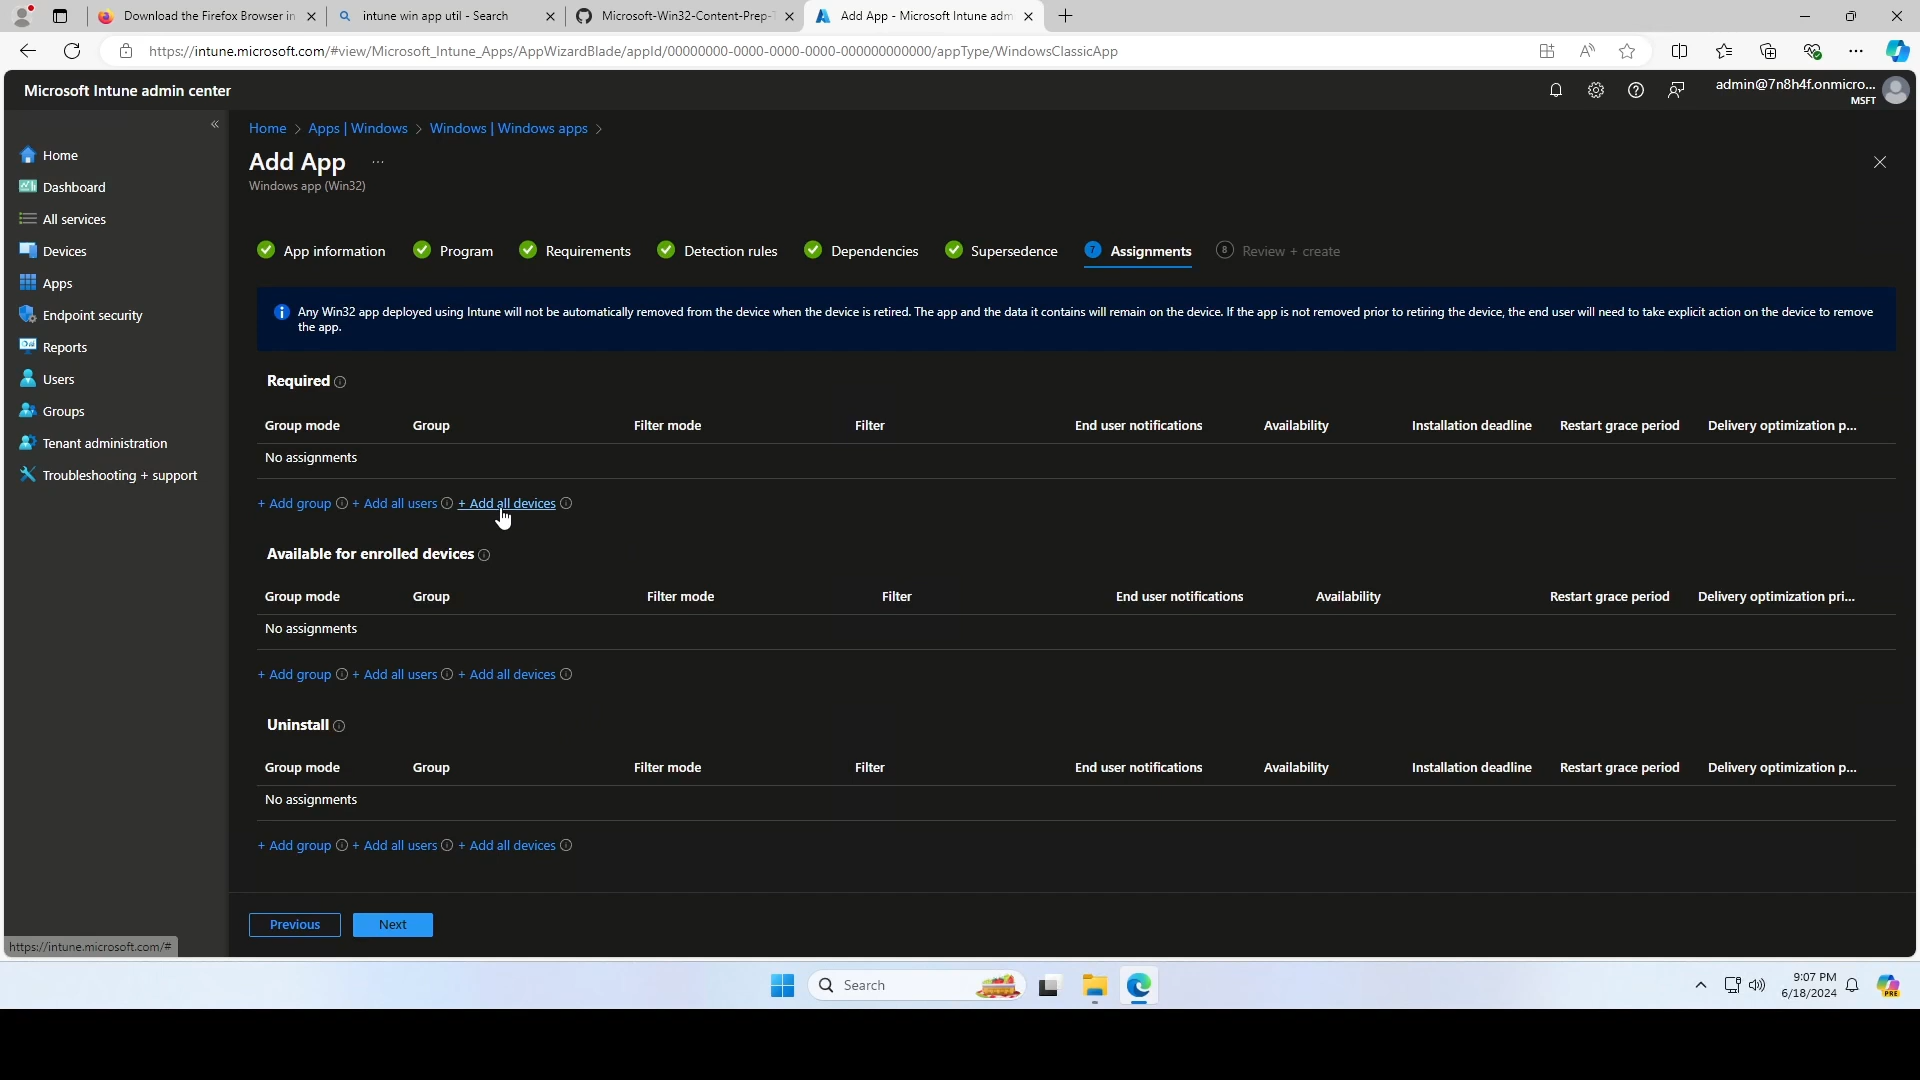 Download the Firefox Browser in
intune win app util - Search
Microsoft-Win32-Content-Prep-
Add App - Microsoft Intune adm
https://intune.microsoft.com/#view/Microsoft_Intune_Apps/AppWizardBlade/appId/00000000-0000-0000-0000-000000000000/appType/WindowsClassicApp
Microsoft Intune admin center
admin@7n8h4f.onmicro...
MSFT
Home
Dashboard
All services
Devices
Apps
Endpoint security
Reports
Users
Groups
Tenant administration
Troubleshooting + support
Home > Apps | Windows > Windows | Windows apps >
Add App ...
Windows app (Win32)
App information
Program
Requirements
Detection rules
Dependencies
Supersedence
7 Assignments
8 Review + create
Any Win32 app deployed using Intune will not be automatically removed from the device when the device is retired. The app and the data it contains will remain on the device. If the app is not removed prior to retiring the device, the end user will need to take explicit action on the device to remove
the app.
Required
Group mode Group Filter mode Filter End user notifications Availability Installation deadline Restart grace period Delivery optimization p...
No assignments
+ Add group + Add all users + Add all devices
Available for enrolled devices
Group mode Group Filter mode Filter End user notifications Availability Restart grace period Delivery optimization pri...
No assignments
+ Add group + Add all users + Add all devices
Uninstall
Group mode Group Filter mode Filter End user notifications Availability Installation deadline Restart grace period Delivery optimization p...
No assignments
+ Add group + Add all users + Add all devices
Previous Next
https://intune.microsoft.com/#
Search
9:07 PM
6/18/2024
PRE